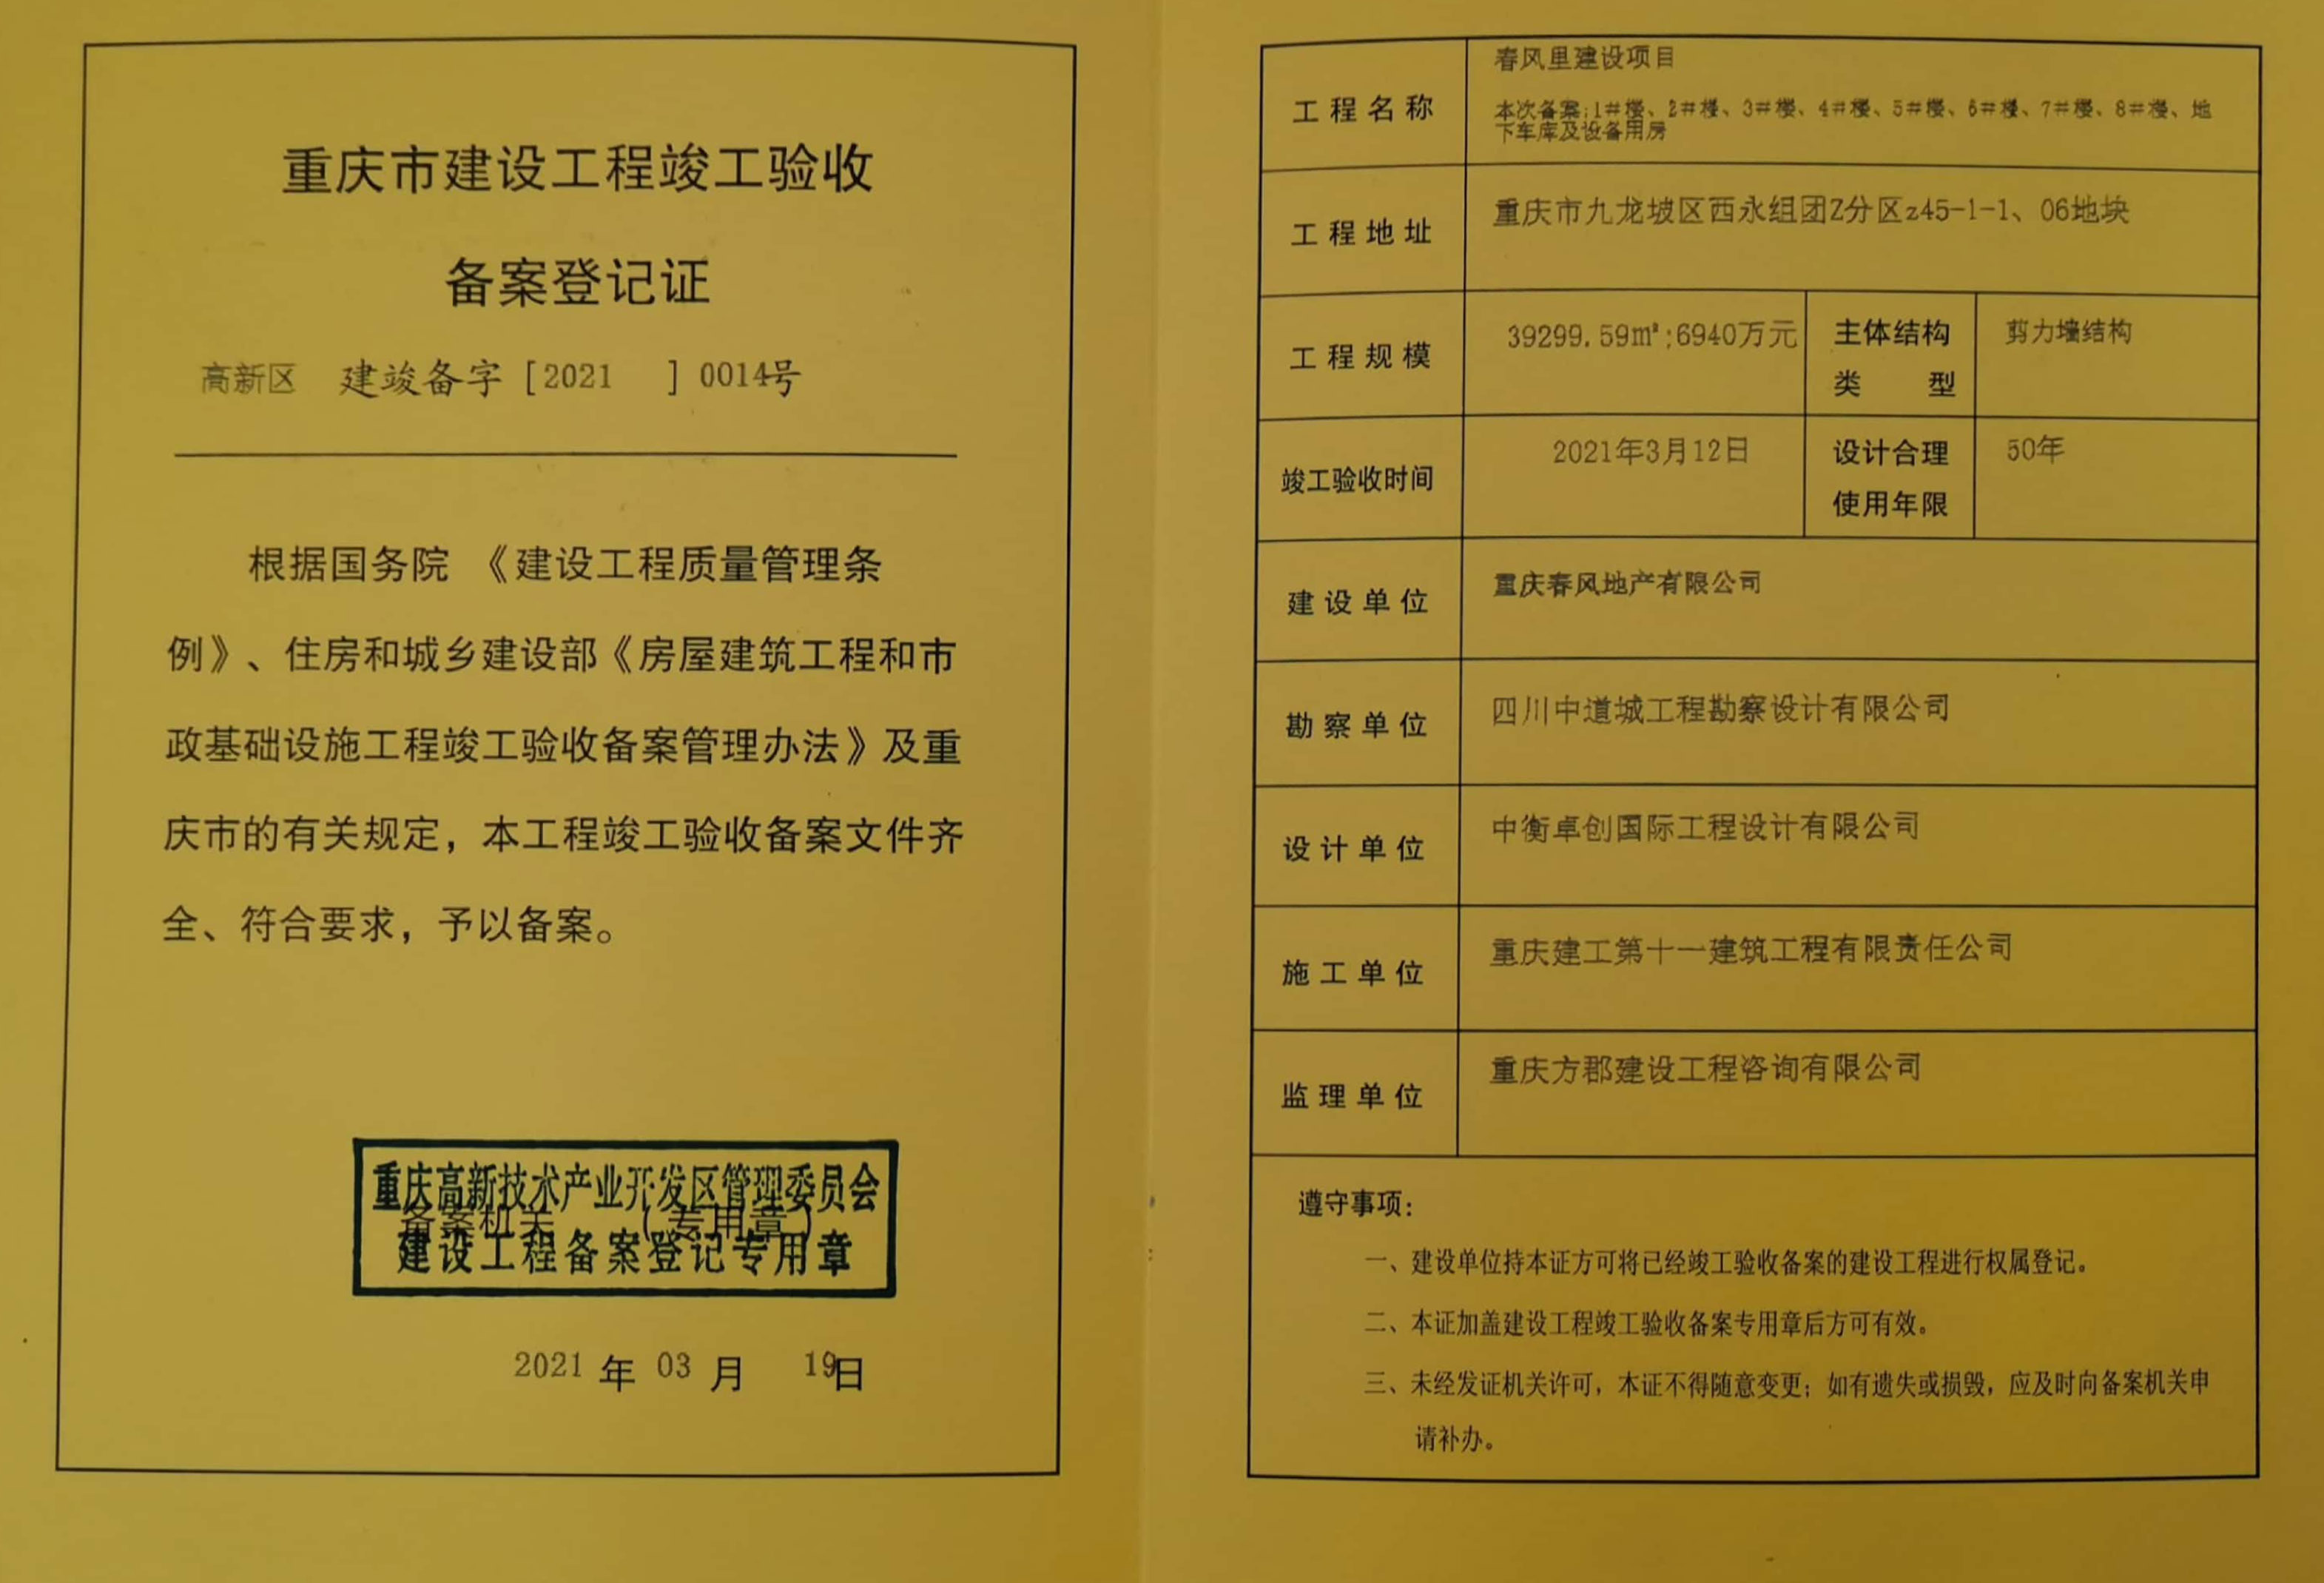 重庆市建设工程竣工验收
备案登记证
高新区 建竣备字 [2021 ] 0014号
根据国务院 《建设工程质量管理条
例》、住房和城乡建设部《房屋建筑工程和市
政基础设施工程竣工验收备案管理办法》及重
庆市的有关规定，本工程竣工验收备案文件齐
全、符合要求，予以备案。
重庆高新技术产业开发区管理委员会
备案机关 （专用章）
建设工程备案登记专用章
2021 年 03 月 19日
工程名称
春风里建设项目
本次备案:1#楼、2#楼、3#楼、4#楼、5#楼、6#楼、7#楼、8#楼、地
下车库及设备用房
工程地址
重庆市九龙坡区西永组团Z分区z45-1-1、06地块
工程规模
39299.59m²;6940万元
主体结构
类 型
剪力墙结构
竣工验收时间
2021年3月12日
设计合理
使用年限
50年
建设单位
重庆春风地产有限公司
勘察单位
四川中道城工程勘察设计有限公司
设计单位
中衡卓创国际工程设计有限公司
施工单位
重庆建工第十一建筑工程有限责任公司
监理单位
重庆方郡建设工程咨询有限公司
遵守事项：
一、建设单位持本证方可将已经竣工验收备案的建设工程进行权属登记。
二、本证加盖建设工程竣工验收备案专用章后方可有效。
三、未经发证机关许可，本证不得随意变更；如有遗失或损毁，应及时向备案机关申
请补办。